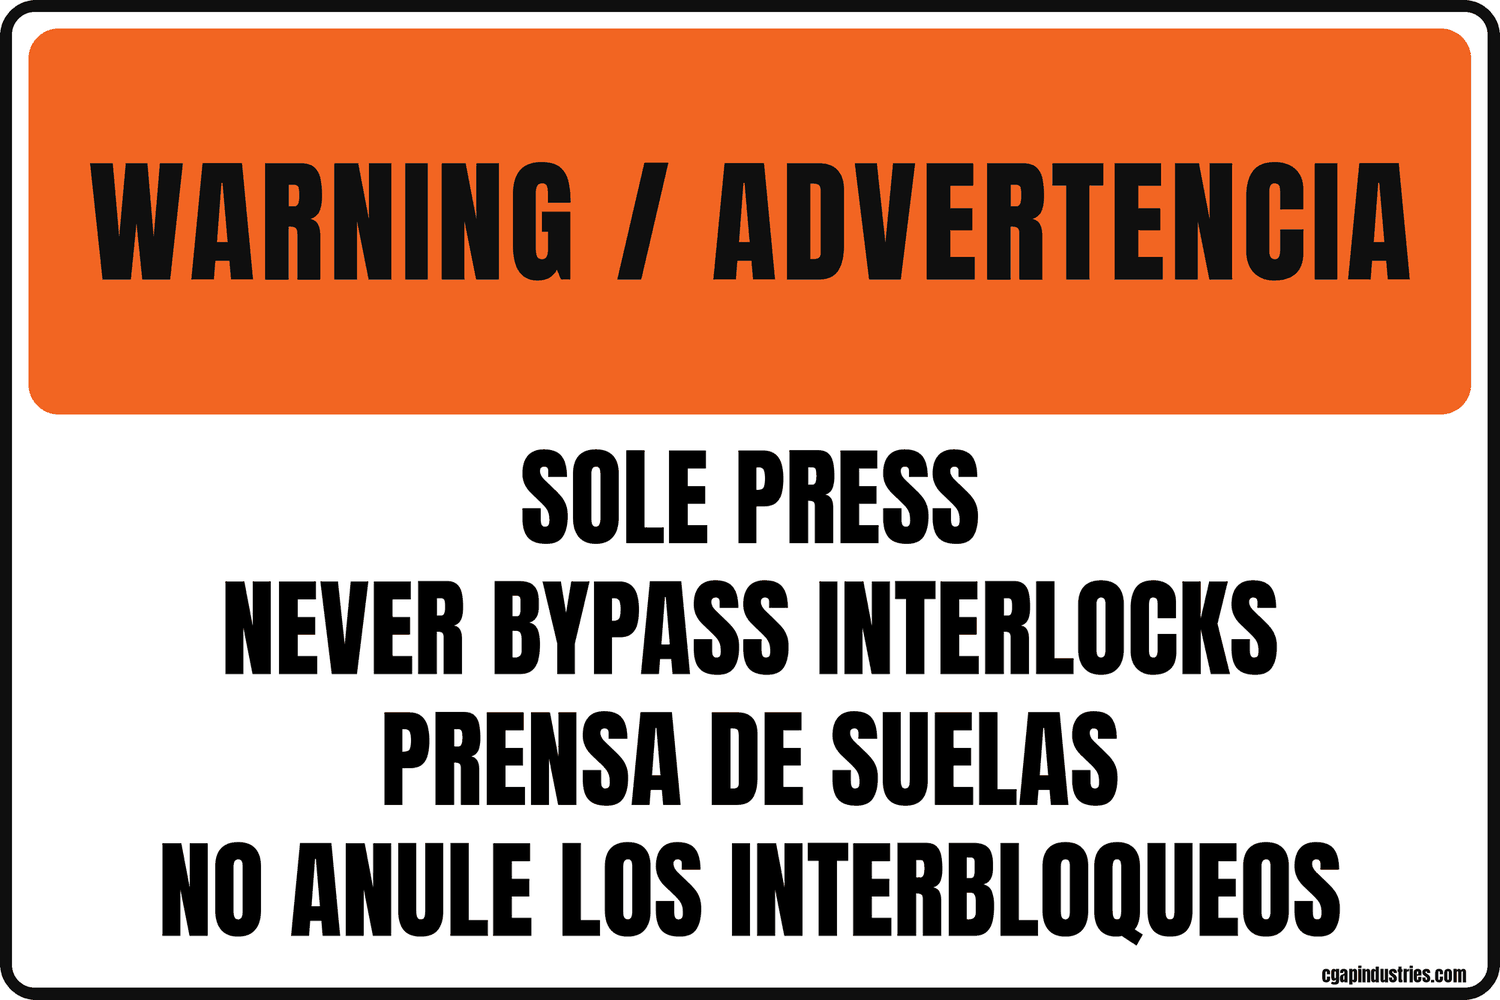 WARNING / ADVERTENCIA
SOLE PRESS
NEVER BYPASS INTERLOCKS
PRENSA DE SUELAS
NO ANULE LOS INTERBLOQUEOS
cgapindustries.com